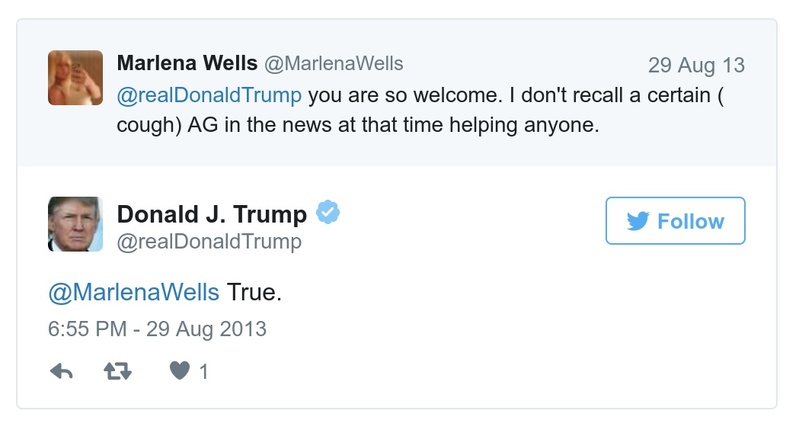 Marlena Wells @MarlenaWells 29 Aug 13
@realDonaldTrump you are so welcome. I don't recall a certain (
cough) AG in the news at that time helping anyone.
Donald J. Trump
Follow
@realDonaldTrump
@MarlenaWells True.
6:55 PM - 29 Aug 2013
1